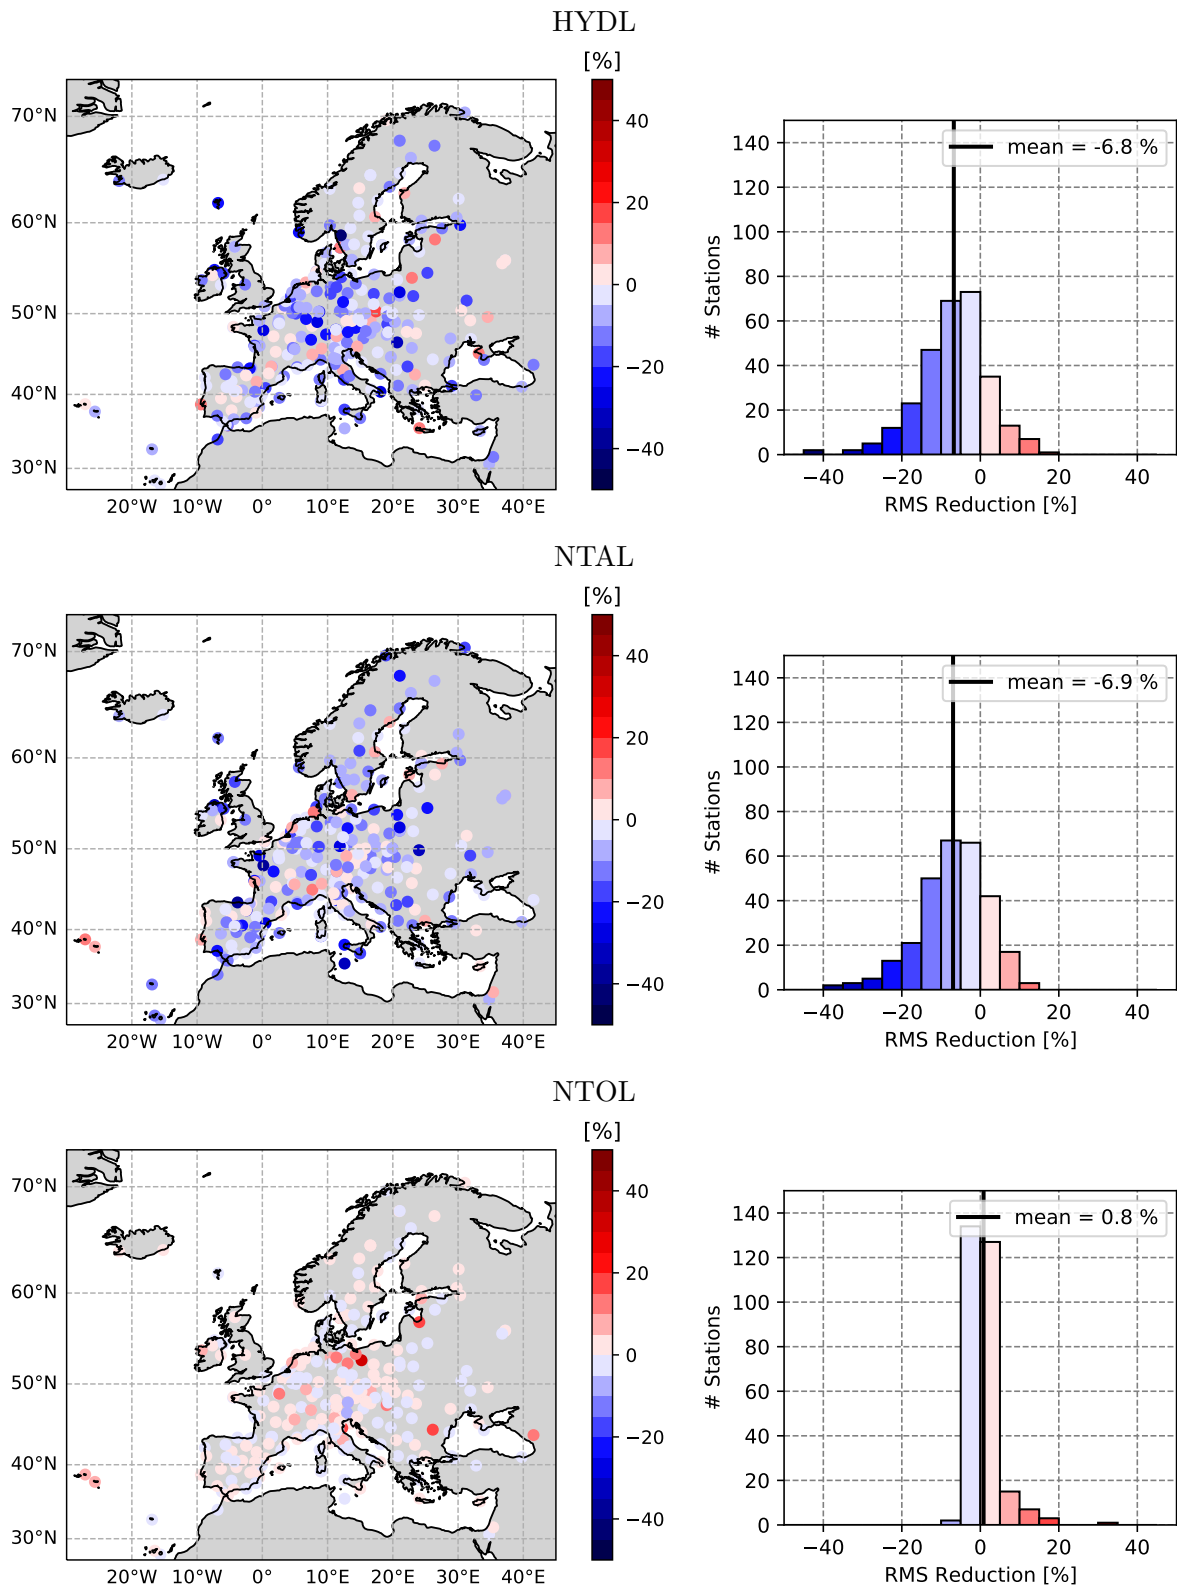 HYDL
[%]
70°N
60°N
50°N
40°N
30°N
20°W 10°W 0° 10°E 20°E 30°E 40°E
40
20
0
−20
−40
mean = -6.8 %
# Stations
140
120
100
80
60
40
20
0
−40 −20 0 20 40
RMS Reduction [%]
NTAL
[%]
70°N
60°N
50°N
40°N
30°N
20°W 10°W 0° 10°E 20°E 30°E 40°E
40
20
0
−20
−40
mean = -6.9 %
# Stations
140
120
100
80
60
40
20
0
−40 −20 0 20 40
RMS Reduction [%]
NTOL
[%]
70°N
60°N
50°N
40°N
30°N
20°W 10°W 0° 10°E 20°E 30°E 40°E
40
20
0
−20
−40
mean = 0.8 %
# Stations
140
120
100
80
60
40
20
0
−40 −20 0 20 40
RMS Reduction [%]